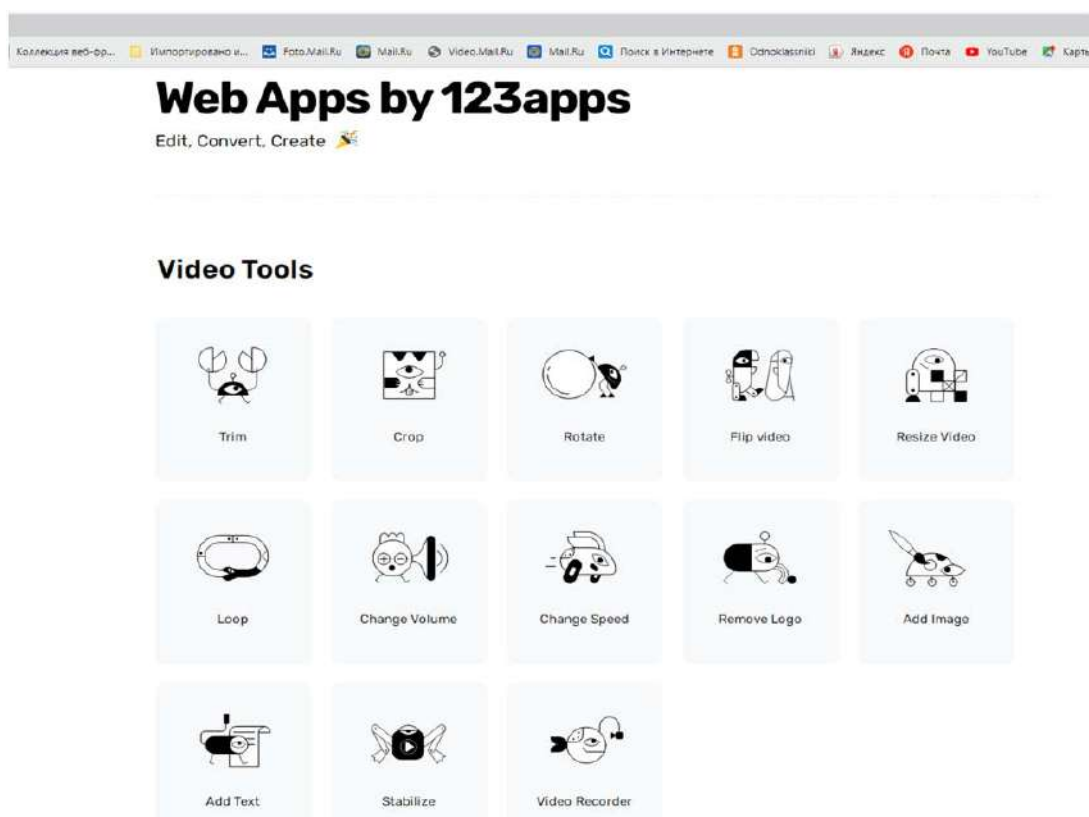 Коллекция веб-фр... Импортировано и... Foto.Mail.Ru Mail.Ru Video.Mail.Ru Mail.Ru Поиск в Интернете Odnoklassniki Яндекс Почта YouTube Карты
Web Apps by 123apps
Edit, Convert, Create
Video Tools
Trim Crop Rotate Flip video Resize Video
Loop Change Volume Change Speed Remove Logo Add Image
Add Text Stabilize Video Recorder